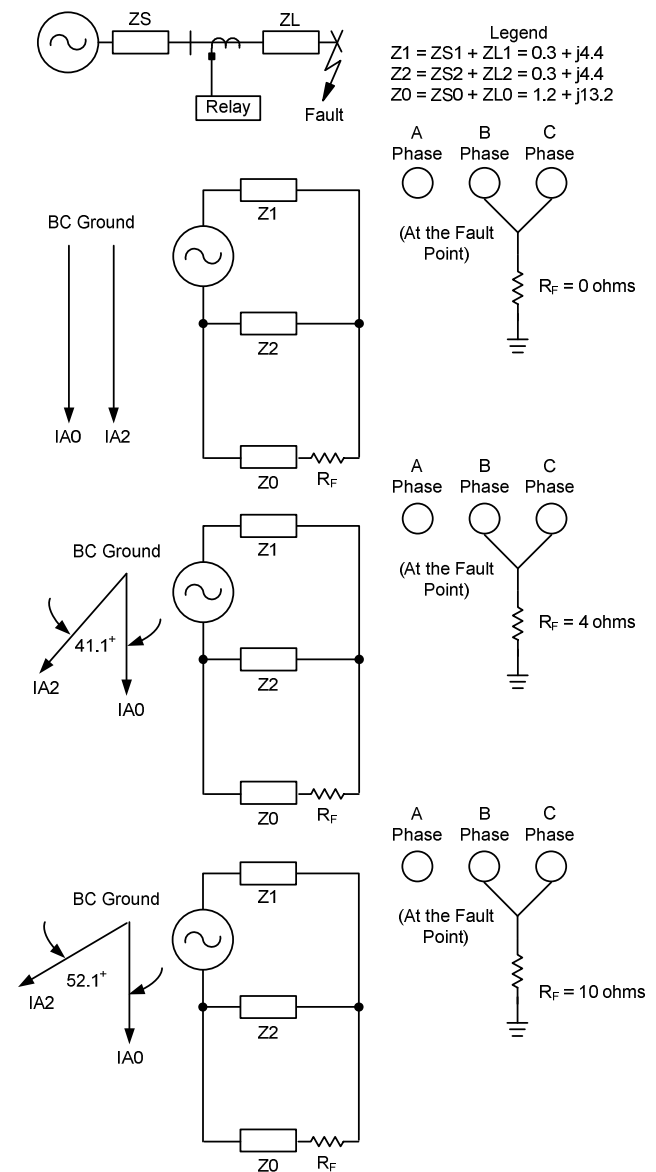 ZS
ZL
Relay
Fault
Legend
Z1 = ZS1 + ZL1 = 0.3 + j4.4
Z2 = ZS2 + ZL2 = 0.3 + j4.4
Z0 = ZS0 + ZL0 = 1.2 + j13.2
A
Phase
B
Phase
C
Phase
(At the Fault
Point)
RF = 0 ohms
BC Ground
IA0
IA2
Z1
Z2
Z0
RF
A
Phase
B
Phase
C
Phase
(At the Fault
Point)
RF = 4 ohms
BC Ground
41.1+
IA2
IA0
Z1
Z2
Z0
RF
A
Phase
B
Phase
C
Phase
(At the Fault
Point)
RF = 10 ohms
BC Ground
52.1+
IA2
IA0
Z1
Z2
Z0
RF